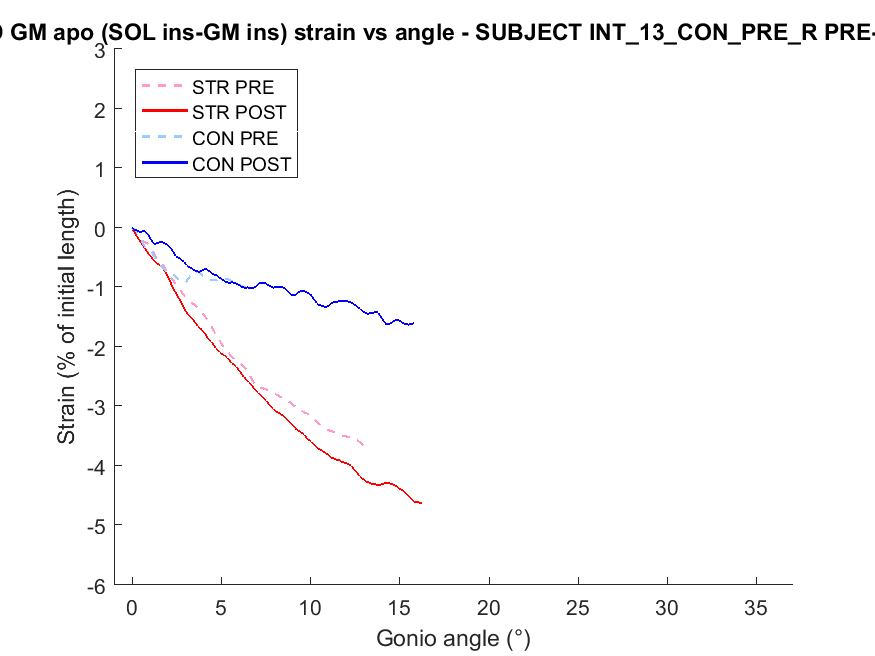 GM apo (SOL ins-GM ins) strain vs angle - SUBJECT INT_13_CON_PRE_R PRE-
3
2
1
0
-1
-2
-3
-4
-5
-6
Strain (% of initial length)
STR PRE
STR POST
CON PRE
CON POST
0 5 10 15 20 25 30 35
Gonio angle (°)